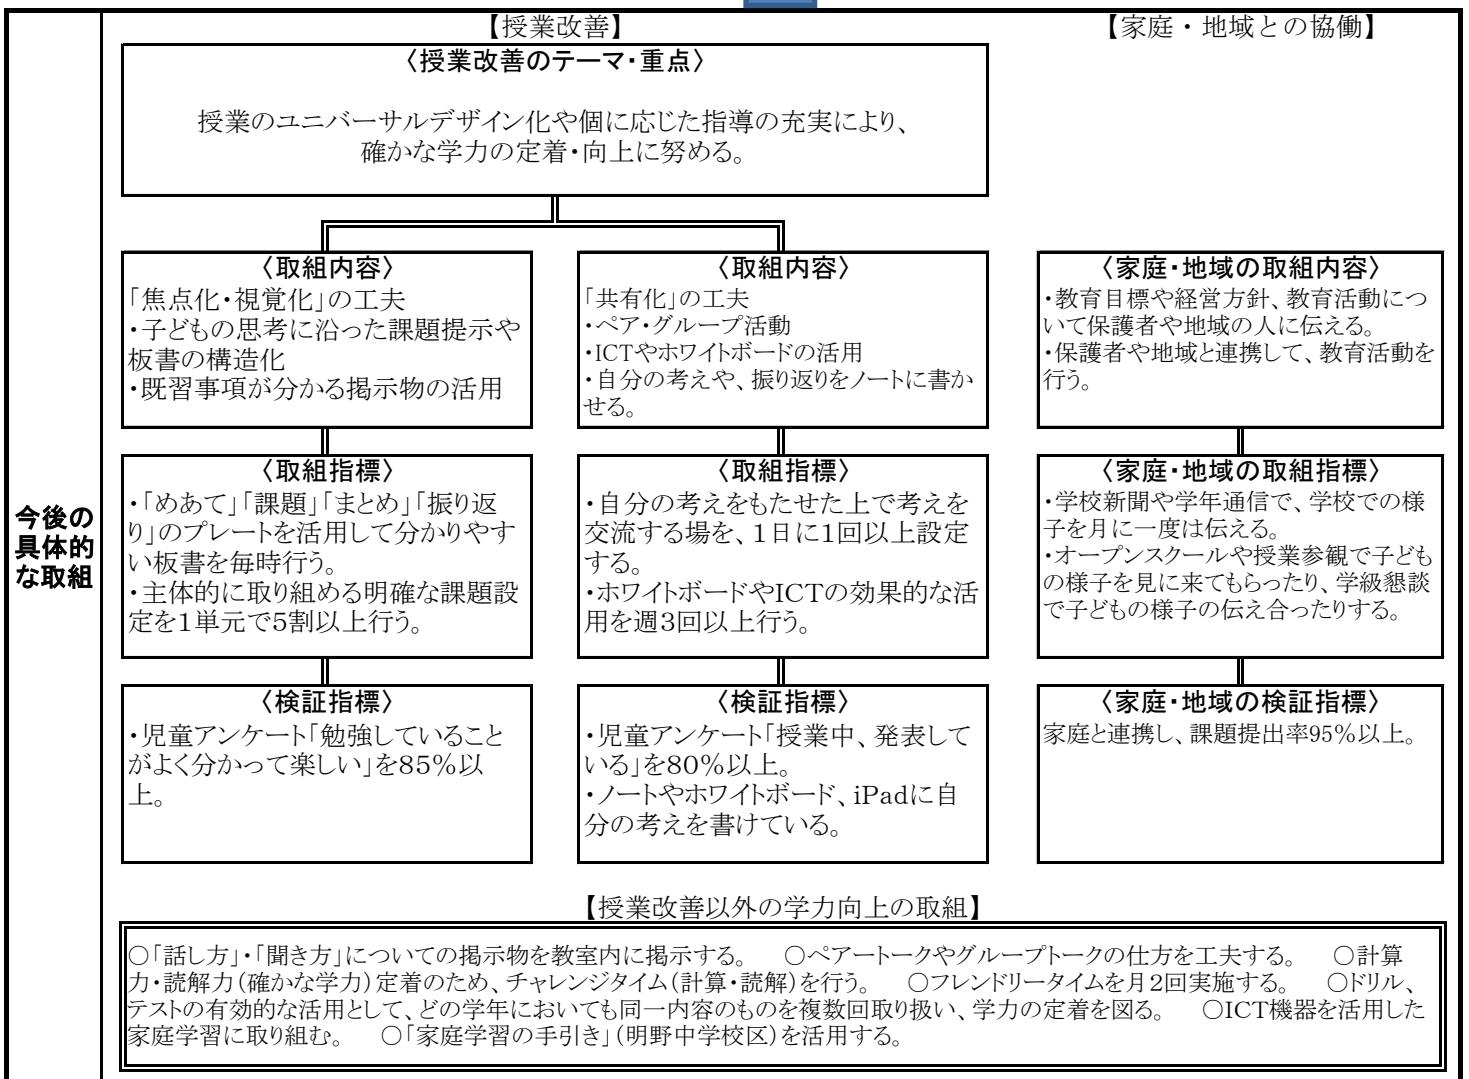 【授業改善】
【家庭・地域との協働】
〈授業改善のテーマ・重点〉
授業のユニバーサルデザイン化や個に応じた指導の充実により、
確かな学力の定着・向上に努める。
〈取組内容〉
「焦点化・視覚化」の工夫
・子どもの思考に沿った課題提示や
板書の構造化
・既習事項が分かる掲示物の活用
〈取組内容〉
「共有化」の工夫
・ペア・グループ活動
・ICTやホワイトボードの活用
・自分の考えや、振り返りをノートに書か
せる。
〈家庭・地域の取組内容〉
・教育目標や経営方針、教育活動につ
いて保護者や地域の人に伝える。
・保護者や地域と連携して、教育活動を
行う。
今後の
具体的
な取組
〈取組指標〉
・「めあて」「課題」「まとめ」「振り返
り」のプレートを活用して分かりやす
い板書を毎時行う。
・主体的に取り組める明確な課題設
定を1単元で5割以上行う。
〈取組指標〉
・自分の考えをもたせた上で考えを
交流する場を、1日に1回以上設定
する。
・ホワイトボードやICTの効果的な活
用を週3回以上行う。
〈家庭・地域の取組指標〉
・学校新聞や学年通信で、学校での様
子を月に一度は伝える。
・オープンスクールや授業参観で子ども
の様子を見に来てもらったり、学級懇談
で子どもの様子の伝え合ったりする。
〈検証指標〉
・児童アンケート「勉強していること
がよく分かって楽しい」を85%以
上。
〈検証指標〉
・児童アンケート「授業中、発表して
いる」を80%以上。
・ノートやホワイトボード、iPadに自
分の考えを書けている。
〈家庭・地域の検証指標〉
家庭と連携し、課題提出率95%以上。
【授業改善以外の学力向上の取組】
○「話し方」・「聞き方」についての掲示物を教室内に掲示する。 ○ペアートークやグループトークの仕方を工夫する。 ○計算
力・読解力(確かな学力)定着のため、チャレンジタイム(計算・読解)を行う。 ○フレンドリータイムを月2回実施する。 ○ドリル、
テストの有効的な活用として、どの学年においても同一内容のものを複数回取り扱い、学力の定着を図る。 ○ICT機器を活用した
家庭学習に取り組む。 ○「家庭学習の手引き」(明野中学校区)を活用する。